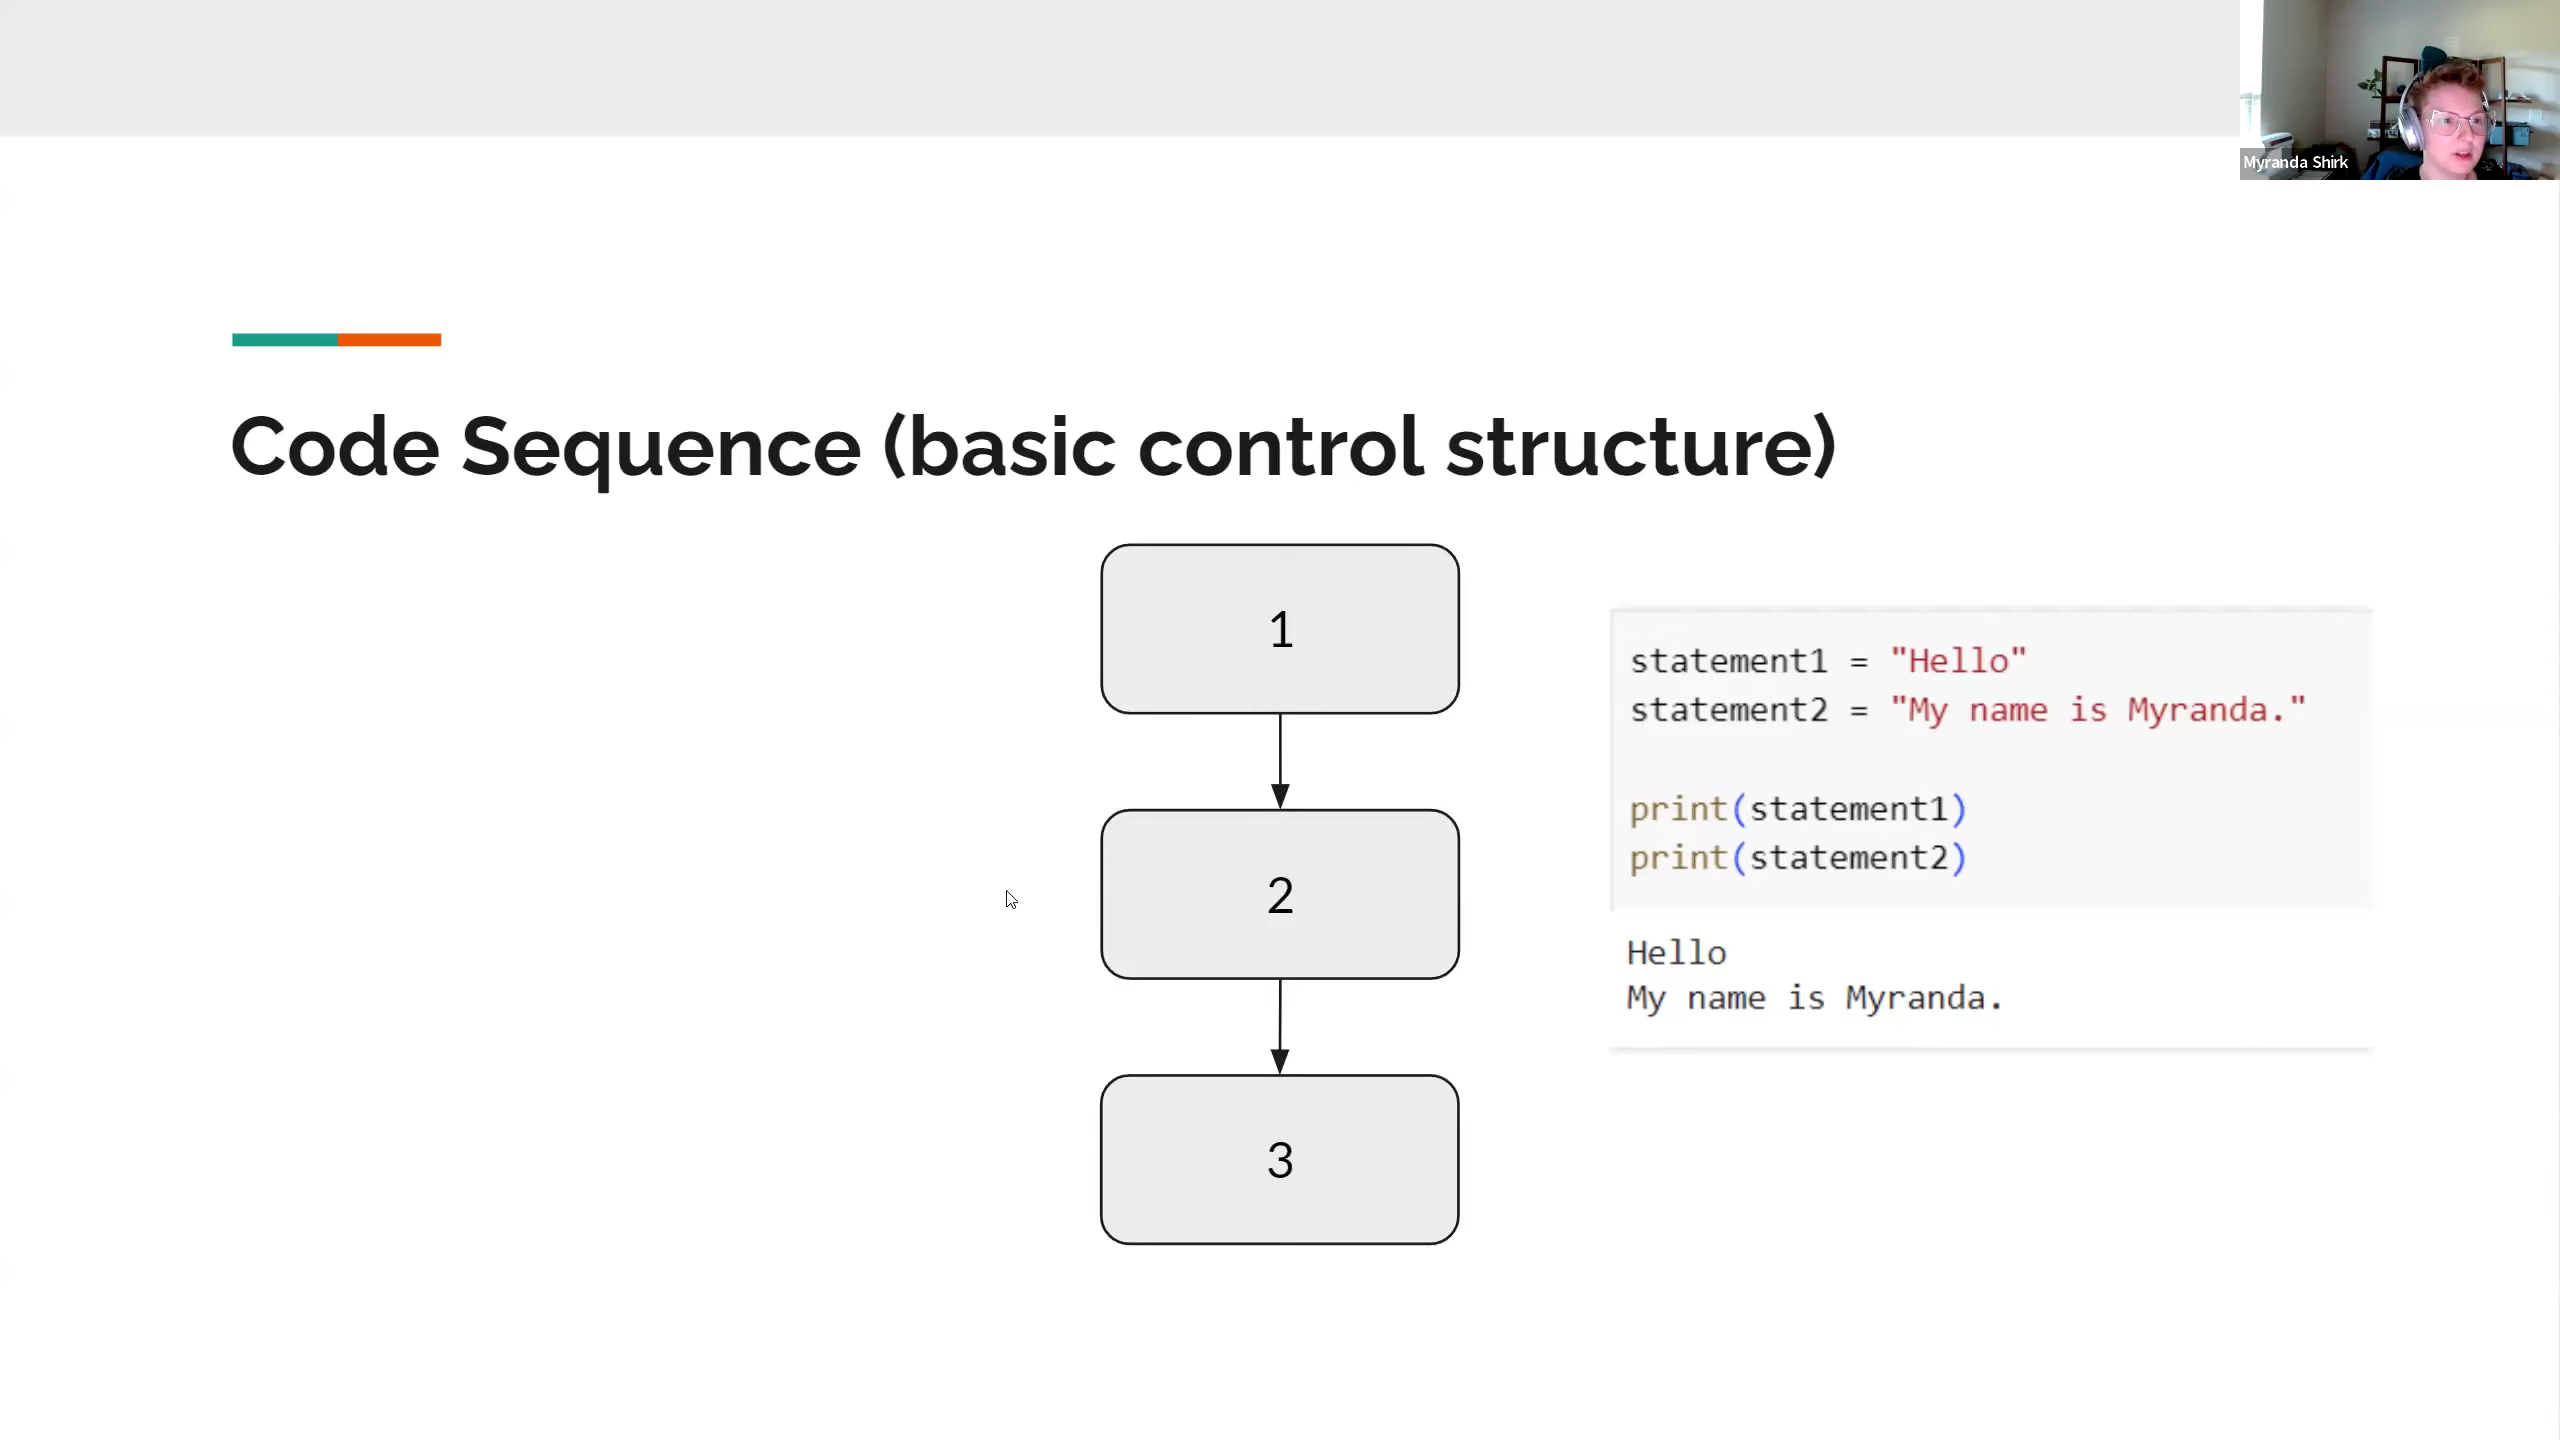 Myranda Shirk
Code Sequence (basic control structure)
1
2
3
statement1 = "Hello"
statement2 = "My name is Myranda."
print(statement1)
print(statement2)
Hello
My name is Myranda.